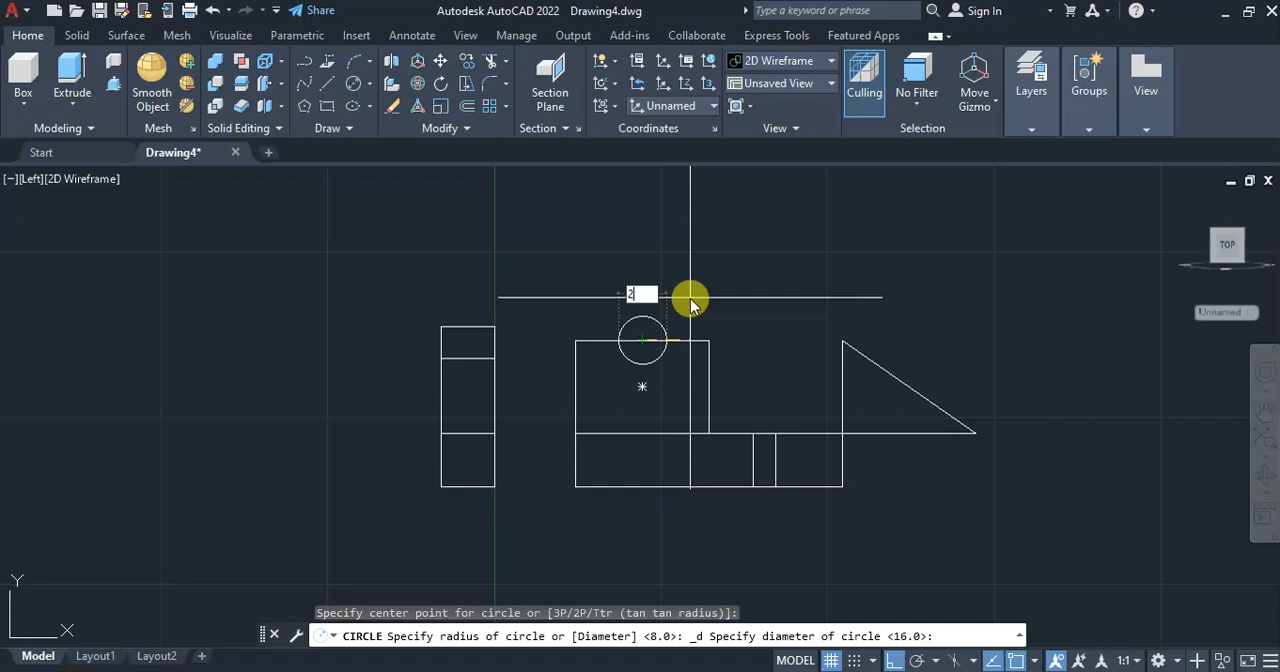 A Share Autodesk AutoCAD 2022 Drawing4.dwg Type a keyword or phrase Sign In
Home Solid Surface Mesh Visualize Parametric Insert Annotate View Manage Output Add-ins Collaborate Express Tools Featured Apps
2D Wireframe
Unsaved View
Box Extrude Smooth Object Section Plane Unnamed Culling No Filter Move Gizmo Layers Groups View
Modeling Mesh Solid Editing Draw Modify Section Coordinates View Selection
Start Drawing4*
[−][Left][2D Wireframe]
TOP
Unnamed
2
Y
X
Specify center point for circle or [3P/2P/Ttr (tan tan radius)]:
CIRCLE Specify radius of circle or [Diameter] <8.0>: _d Specify diameter of circle <16.0>:
Model Layout1 Layout2 MODEL 1:1